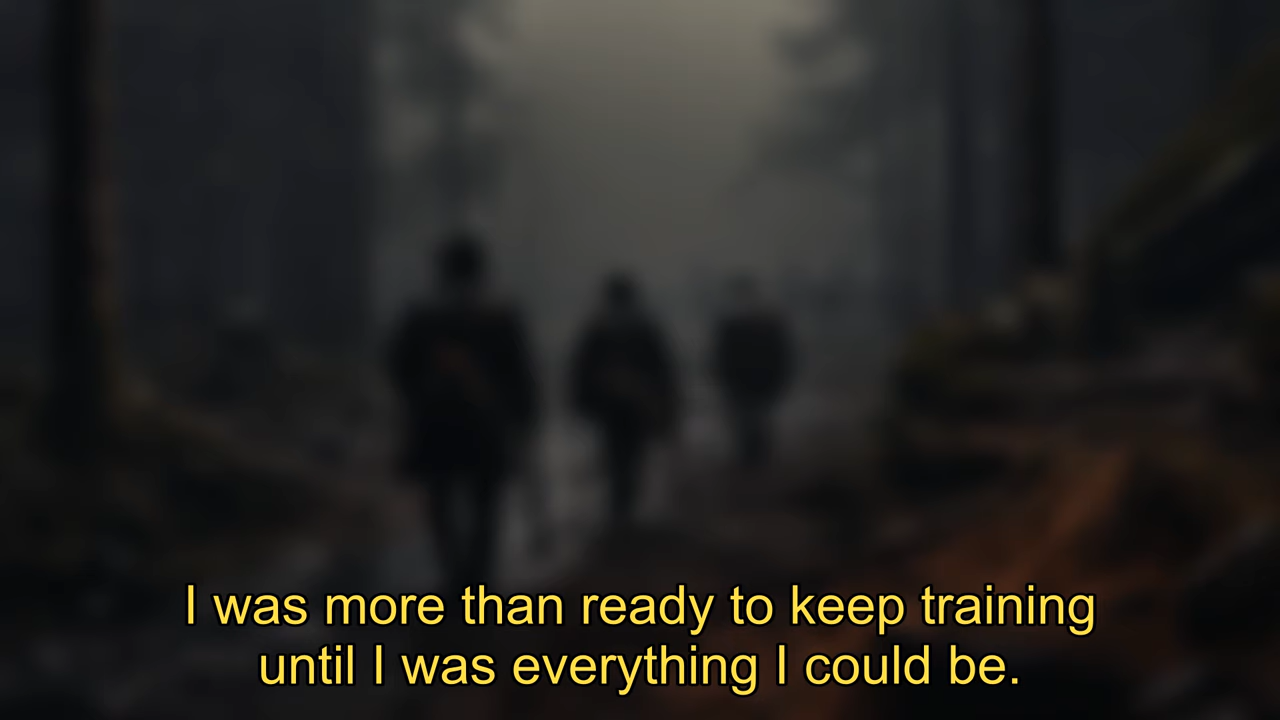 I was more than ready to keep training
until I was everything I could be.